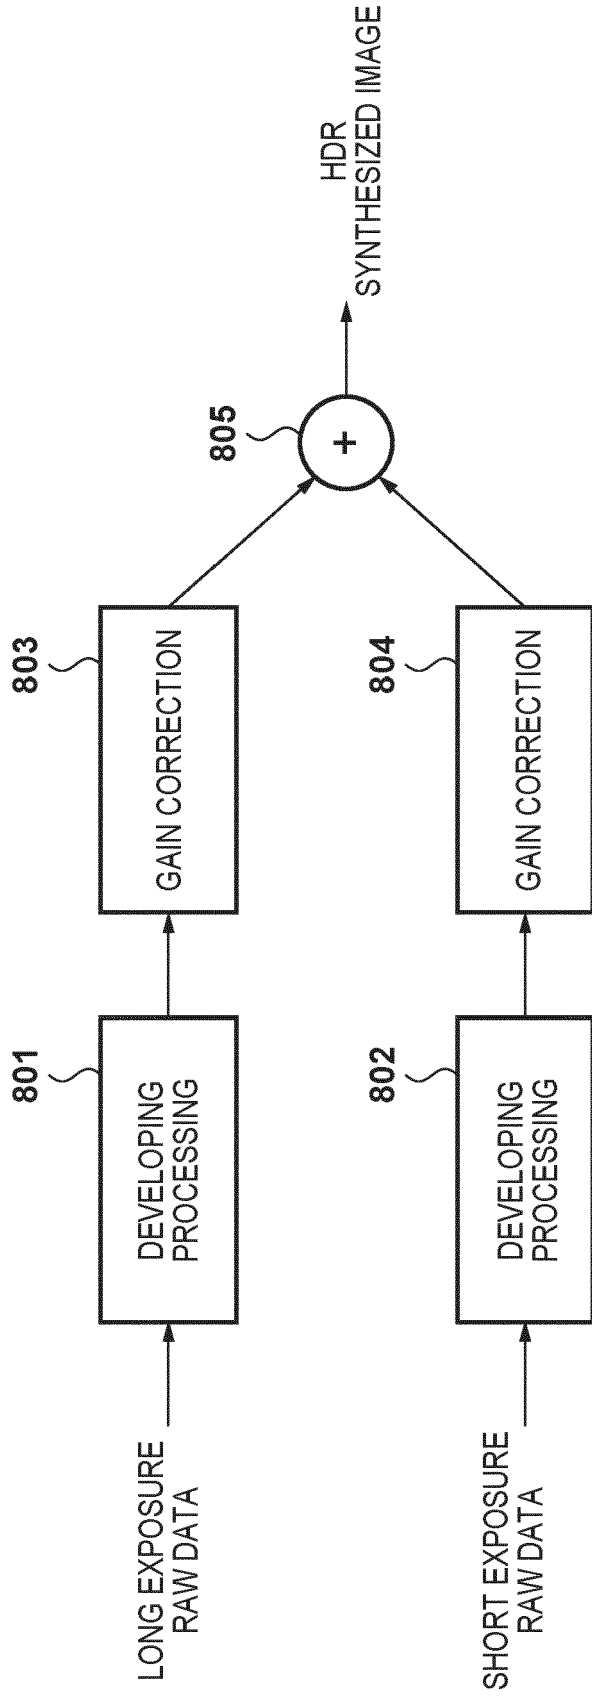 LONG EXPOSURE
RAW DATA
801
DEVELOPING
PROCESSING
803
GAIN CORRECTION
SHORT EXPOSURE
RAW DATA
802
DEVELOPING
PROCESSING
804
GAIN CORRECTION
805
+
HDR
SYNTHESIZED IMAGE